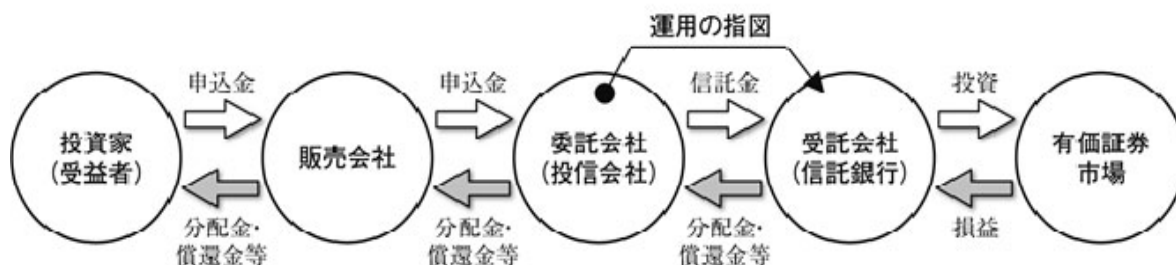 運用の指図
申込金
申込金
信託金
投資
投資家
(受益者)
販売会社
委託会社
(投信会社)
受託会社
(信託銀行)
有価証券
市場
分配金・
償還金等
分配金・
償還金等
分配金・
償還金等
損益